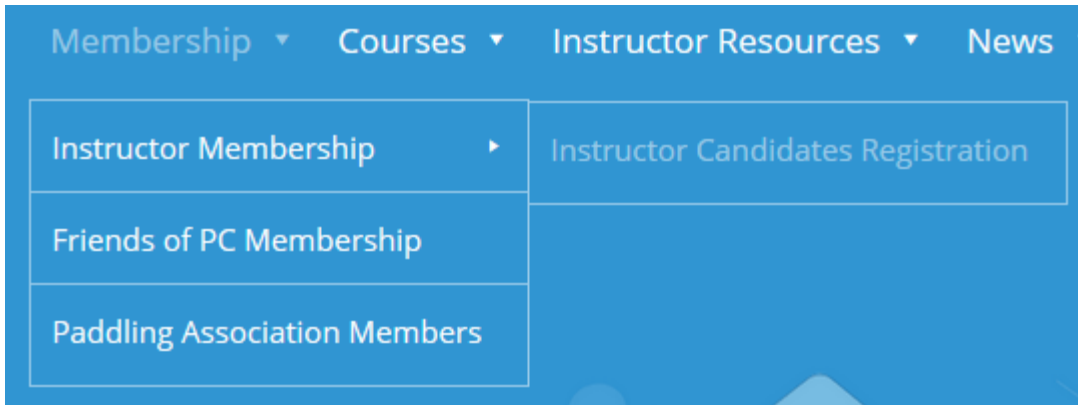 Membership ▾ Courses ▾ Instructor Resources ▾ News
Instructor Membership ▸ Instructor Candidates Registration
Friends of PC Membership
Paddling Association Members